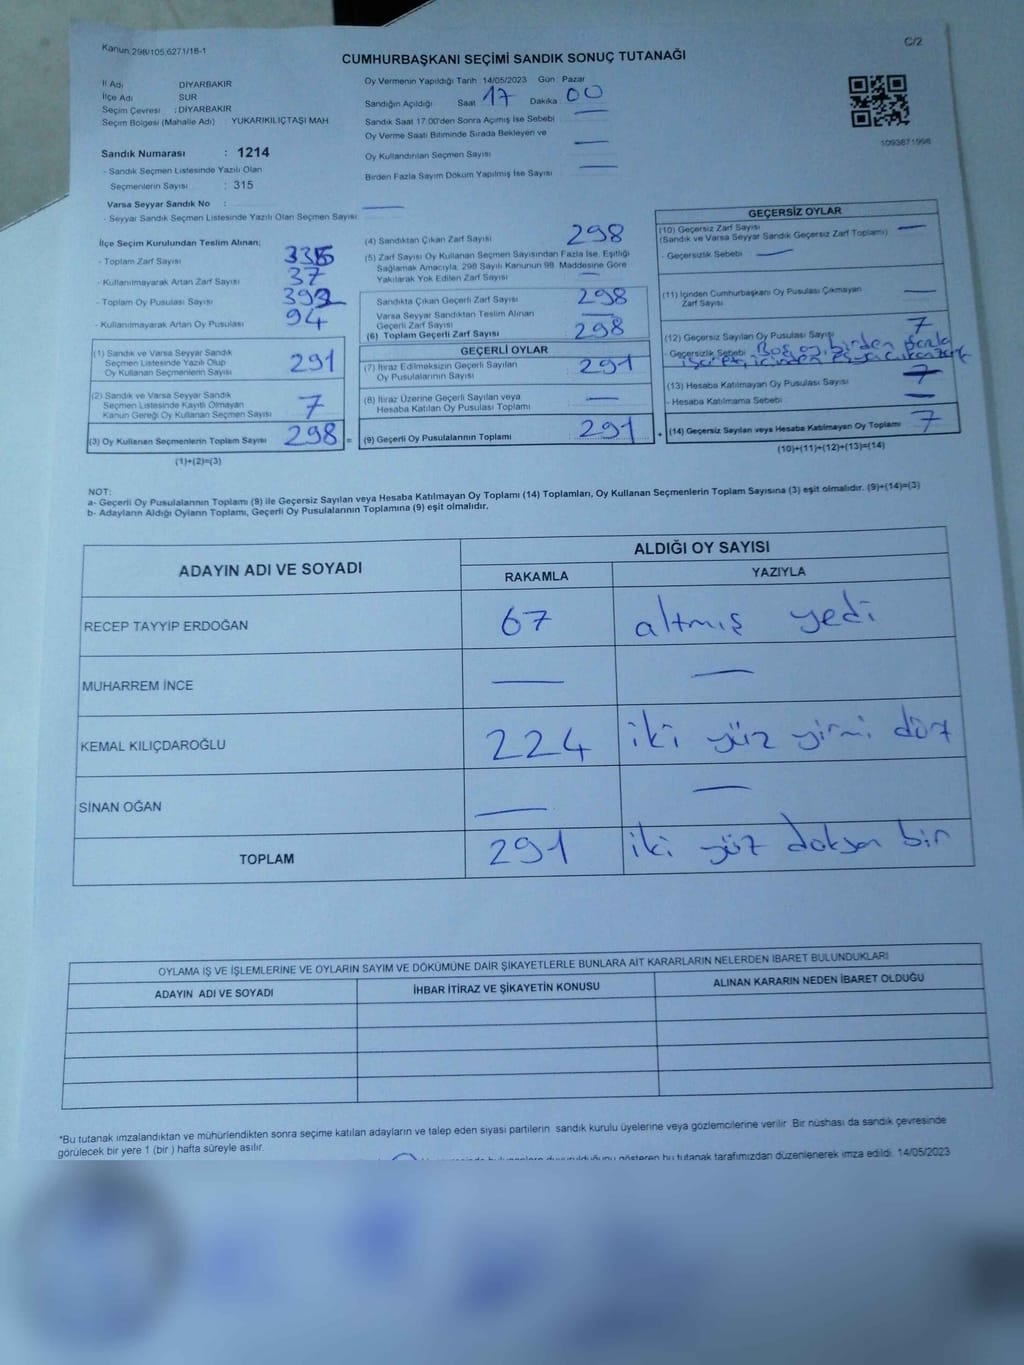 Kanun 298/105,6271/18-1
C/2
CUMHURBAŞKANI SEÇİMİ SANDIK SONUÇ TUTANAĞI
İl Adı DİYARBAKIR
İlçe Adı SUR
Seçim Çevresi : DİYARBAKIR
Seçim Bölgesi (Mahalle Adı) : YUKARIKILIÇTAŞI MAH.
Sandık Numarası : 1214
- Sandık Seçmen Listesinde Yazılı Olan
Seçmenlerin Sayısı : 315
Varsa Seyyar Sandık No :
- Seyyar Sandık Seçmen Listesinde Yazılı Olan Seçmen Sayısı
Oy Vermenin Yapıldığı Tarih 14/05/2023 Gün : Pazar
Sandığın Açıldığı Saat 17 Dakika : 00
Sandık Saat 17:00'den Sonra Açılmış İse Sebebi
Oy Verme Saati Bitiminde Sırada Bekleyen ve
Oy Kullandırılan Seçmen Sayısı
Birden Fazla Sayım Döküm Yapılmış İse Sayısı
1093871998
İlçe Seçim Kurulundan Teslim Alınan;
- Toplam Zarf Sayısı
- Kullanılmayarak Artan Zarf Sayısı 37
- Toplam Oy Pusulası Sayısı
- Kullanılmayarak Artan Oy Pusulası 94
(1) Sandık ve Varsa Seyyar Sandık
Seçmen Listesinde Yazılı Olup
Oy Kullanan Seçmenlerin Sayısı 291
(2) Sandık ve Varsa Seyyar Sandık
Seçmen Listesinde Kayıtlı Olmayan
Kanun Gereği Oy Kullanan Seçmen Sayısı 7
(3) Oy Kullanan Seçmenlerin Toplam Sayısı 298 =
(1)+(2)=(3)
(4) Sandıktan Çıkan Zarf Sayısı 298
(5) Zarf Sayısı Oy Kullanan Seçmen Sayısından Fazla İse, Eşitliği
Sağlamak Amacıyla, 298 Sayılı Kanunun 98. Maddesine Göre
Yakılarak Yok Edilen Zarf Sayısı
Sandıkta Çıkan Geçerli Zarf Sayısı 298
Varsa Seyyar Sandıktan Teslim Alınan
Geçerli Zarf Sayısı
(6) Toplam Geçerli Zarf Sayısı : 298
GEÇERLİ OYLAR
(7) İtiraz Edilmeksizin Geçerli Sayılan
Oy Pusulalarının Sayısı : 291
(8) İtiraz Üzerine Geçerli Sayılan veya
Hesaba Katılan Oy Pusulası Toplamı
(9) Geçerli Oy Pusulalarının Toplamı : 291 +
GEÇERSİZ OYLAR
(10) Geçersiz Zarf Sayısı
(Sandık ve Varsa Seyyar Sandık Geçersiz Zarf Toplamı)
- Geçersizlik Sebebi
(11) İçinden Cumhurbaşkanı Oy Pusulası Çıkmayan
Zarf Sayısı
(12) Geçersiz Sayılan Oy Pusulası Sayısı 7
- Geçersizlik Sebebi Boş oy, birden fazla
(13) Hesaba Katılmayan Oy Pusulası Sayısı
- Hesaba Katılmama Sebebi
(14) Geçersiz Sayılan veya Hesaba Katılmayan Oy Toplamı 7
(10)+(11)+(12)+(13)=(14)
NOT:
a- Geçerli Oy Pusulalarının Toplamı (9) ile Geçersiz Sayılan veya Hesaba Katılmayan Oy Toplamı (14) Toplamları, Oy Kullanan Seçmenlerin Toplam Sayısına (3) eşit olmalıdır. (9)+(14)=(3)
b- Adayların Aldığı Oyların Toplamı, Geçerli Oy Pusulalarının Toplamına (9) eşit olmalıdır.
ADAYIN ADI VE SOYADI
ALDIĞI OY SAYISI
RAKAMLA YAZIYLA
RECEP TAYYİP ERDOĞAN 67 altmış yedi
MUHARREM İNCE
KEMAL KILIÇDAROĞLU 224 iki yüz yirmi dört
SİNAN OĞAN
TOPLAM 291 iki yüz doksan bir
OYLAMA İŞ VE İŞLEMLERİNE VE OYLARIN SAYIM VE DÖKÜMÜNE DAİR ŞİKAYETLERLE BUNLARA AİT KARARLARIN NELERDEN İBARET BULUNDUKLARI
ADAYIN ADI VE SOYADI İHBAR İTİRAZ VE ŞİKAYETİN KONUSU ALINAN KARARIN NEDEN İBARET OLDUĞU
*Bu tutanak imzalandıktan ve mühürlendikten sonra seçime katılan adayların ve talep eden siyasi partilerin sandık kurulu üyelerine veya gözlemcilerine verilir. Bir nüshası da sandık çevresinde
görülecek bir yere 1 (bir) hafta süreyle asılır.
gösteren bu tutanak tarafımızdan düzenlenerek imza edildi. 14/05/2023